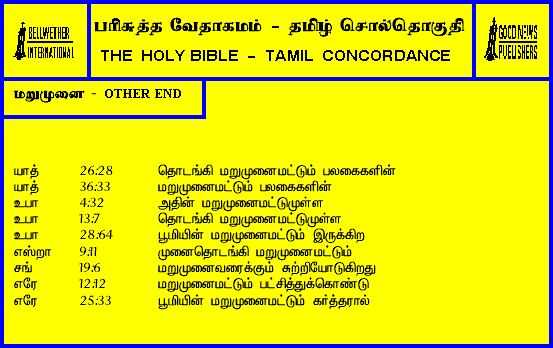 BELLWETHER
INTERNATIONAL
பரிசுத்த வேதாகமம் - தமிழ் சொல்தொகுதி
THE HOLY BIBLE - TAMIL CONCORDANCE
GOOD NEWS
PUBLISHERS
மறுமுனை - OTHER END
யாத் 26:28 தொடங்கி மறுமுனைமட்டும் பலகைகளின்
யாத் 36:33 மறுமுனைமட்டும் பலகைகளின்
உபா 4:32 அதின் மறுமுனைமட்டுமுள்ள
உபா 13:7 தொடங்கி மறுமுனைமட்டுமுள்ள
உபா 28:64 பூமியின் மறுமுனைமட்டும் இருக்கிற
எஸ்றா 9:11 முனைதொடங்கி மறுமுனைமட்டும்
சங் 19:6 மறுமுனைவரைக்கும் சுற்றியோடுகிறது
எரே 12:12 மறுமுனைமட்டும் பட்சித்துக்கொண்டு
எரே 25:33 பூமியின் மறுமுனைமட்டும் கர்த்தரால்